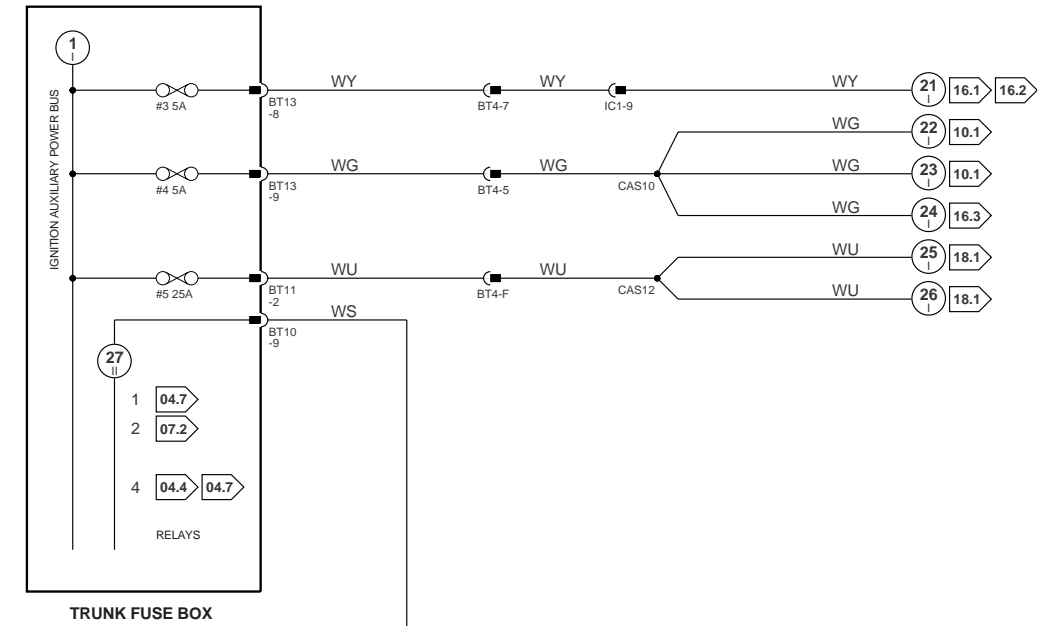 1
I
IGNITION AUXILIARY POWER BUS
#3 5A
BT13
-8
WY
BT4-7
WY
IC1-9
WY
21
I
16.1
16.2
WG
22
I
10.1
#4 5A
BT13
-9
WG
BT4-5
WG
CAS10
WG
23
I
10.1
WG
24
I
16.3
WU
25
I
18.1
#5 25A
BT11
-2
WU
BT4-F
WU
CAS12
WU
26
I
18.1
BT10
-9
WS
27
II
1 04.7
2 07.2
4 04.4 04.7
RELAYS
TRUNK FUSE BOX